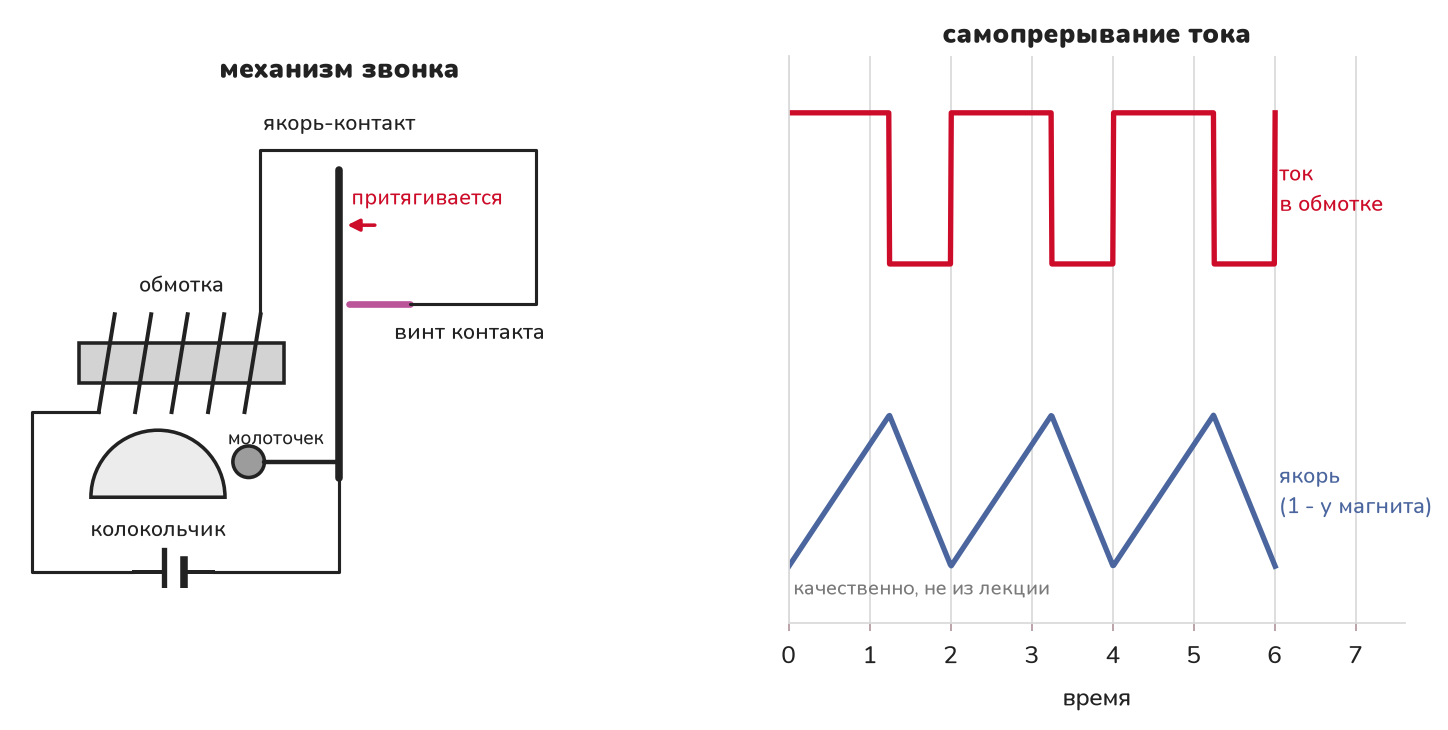 механизм звонка
якорь-контакт
притягивается
обмотка
винт контакта
молоточек
колокольчик
самопрерывание тока
ток
в обмотке
якорь
(1 - у магнита)
качественно, не из лекции
0 1 2 3 4 5 6 7
время